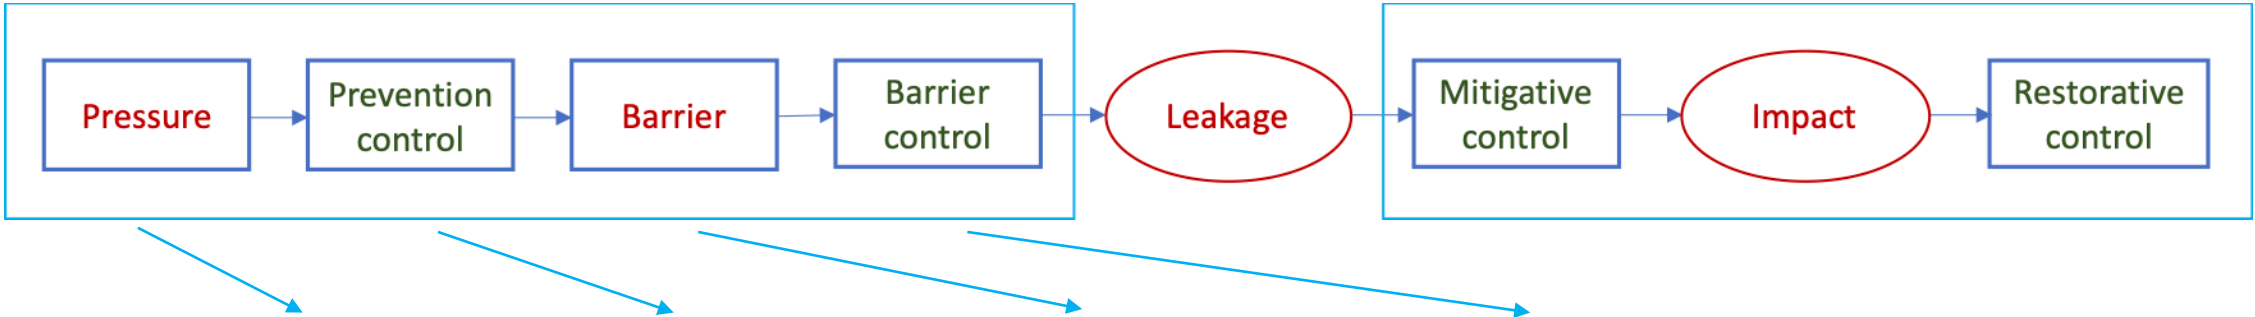 Pressure
Prevention
control
Barrier
Barrier
control
Leakage
Mitigative
control
Impact
Restorative
control